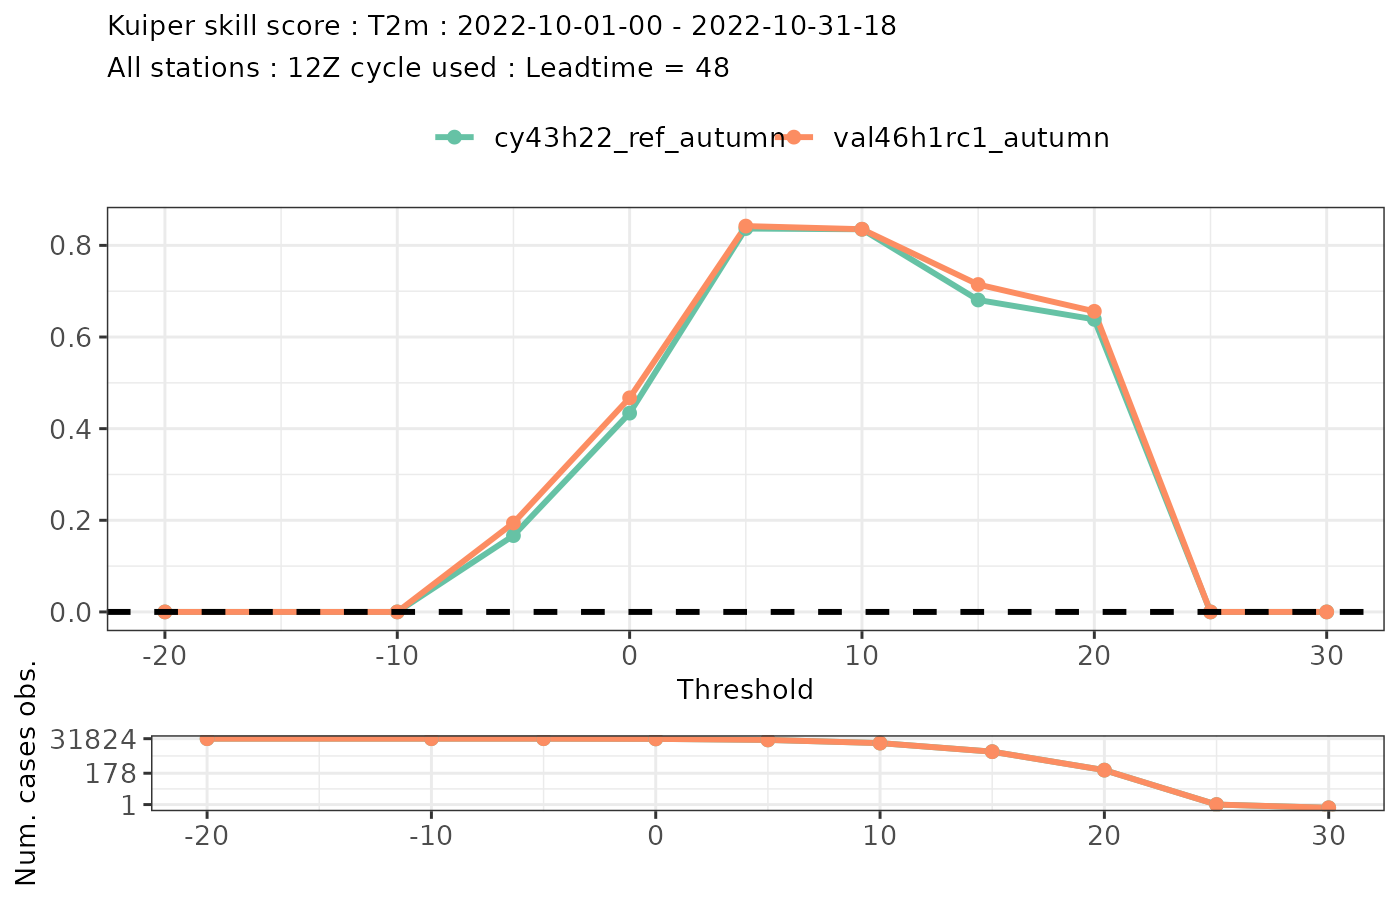 Kuiper skill score : T2m : 2022-10-01-00 - 2022-10-31-18
All stations : 12Z cycle used : Leadtime = 48
cy43h22_ref_autumn val46h1rc1_autumn
0.8
0.6
0.4
0.2
0.0
-20 -10 0 10 20 30
Threshold
Num. cases obs.
31824
178
1
-20 -10 0 10 20 30